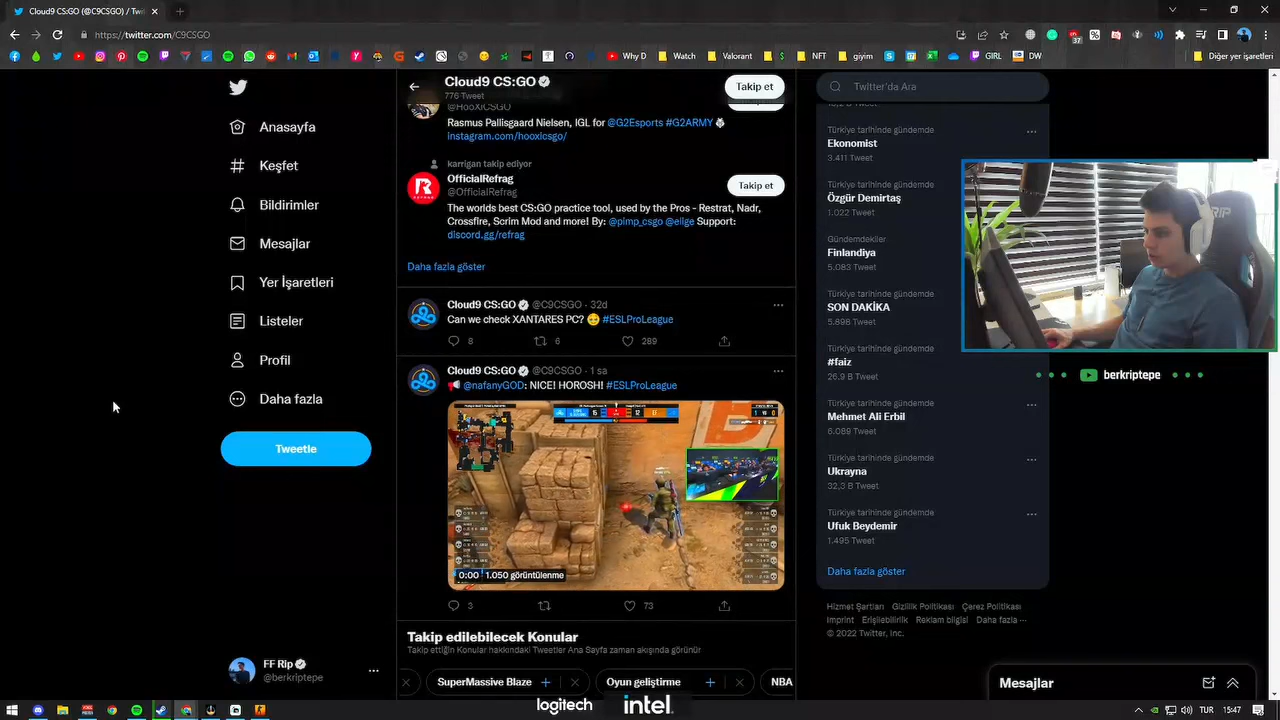 Cloud9 CS:GO (@C9CSGO) / Twi
https://twitter.com/C9CSGO
37
Why D
Watch
Valorant
NFT
giyim
GIRL
DW
Diğer yer işaretleri
Cloud9 CS:GO
776 Tweet
Takip et
@HooXiCSGO
Rasmus Pallisgaard Nielsen, IGL for @G2Esports #G2ARMY
instagram.com/hooxicsgo/
karrigan takip ediyor
OfficialRefrag
@OfficialRefrag
Takip et
The worlds best CS:GO practice tool, used by the Pros - Restrat, Nadr,
Crossfire, Scrim Mod and more! By: @pimp_csgo @elige Support:
discord.gg/refrag
Daha fazla göster
Cloud9 CS:GO @C9CSGO · 32d
Can we check XANTARES PC? #ESLProLeague
8
6
289
Cloud9 CS:GO @C9CSGO · 1 sa
@nafanyGOD: NICE! HOROSH! #ESLProLeague
15
12
0:00
1.050 görüntülenme
3
73
Takip edilebilecek Konular
Takip ettiğin Konular hakkındaki Tweetler Ana Sayfa zaman akışında görünür
SuperMassive Blaze
Oyun geliştirme
NBA
Anasayfa
Keşfet
Bildirimler
Mesajlar
Yer İşaretleri
Listeler
Profil
Daha fazla
Tweetle
FF Rip
@berkriptepe
Twitter'da Ara
Türkiye tarihinde gündemde
Ekonomist
3.411 Tweet
Türkiye tarihinde gündemde
Özgür Demirtaş
1.022 Tweet
Gündemdekiler
Finlandiya
5.083 Tweet
Türkiye tarihinde gündemde
SON DAKİKA
5.898 Tweet
Türkiye tarihinde gündemde
#faiz
26,9 B Tweet
Türkiye tarihinde gündemde
Mehmet Ali Erbil
6.089 Tweet
Türkiye tarihinde gündemde
Ukrayna
32,3 B Tweet
Türkiye tarihinde gündemde
Ufuk Beydemir
1.495 Tweet
Daha fazla göster
Hizmet Şartları Gizlilik Politikası Çerez Politikası
Imprint Erişilebilirlik Reklam bilgisi Daha fazla ···
© 2022 Twitter, Inc.
berkriptepe
Mesajlar
logitech
intel.
TUR
15:47